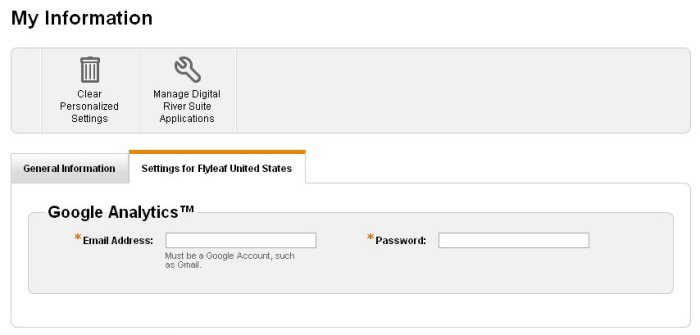 My Information
Clear
Personalized
Settings
Manage Digital
River Suite
Applications
General Information
Settings for Flyleaf United States
Google Analytics™
*Email Address:
*Password:
Must be a Google Account, such
as Gmail.